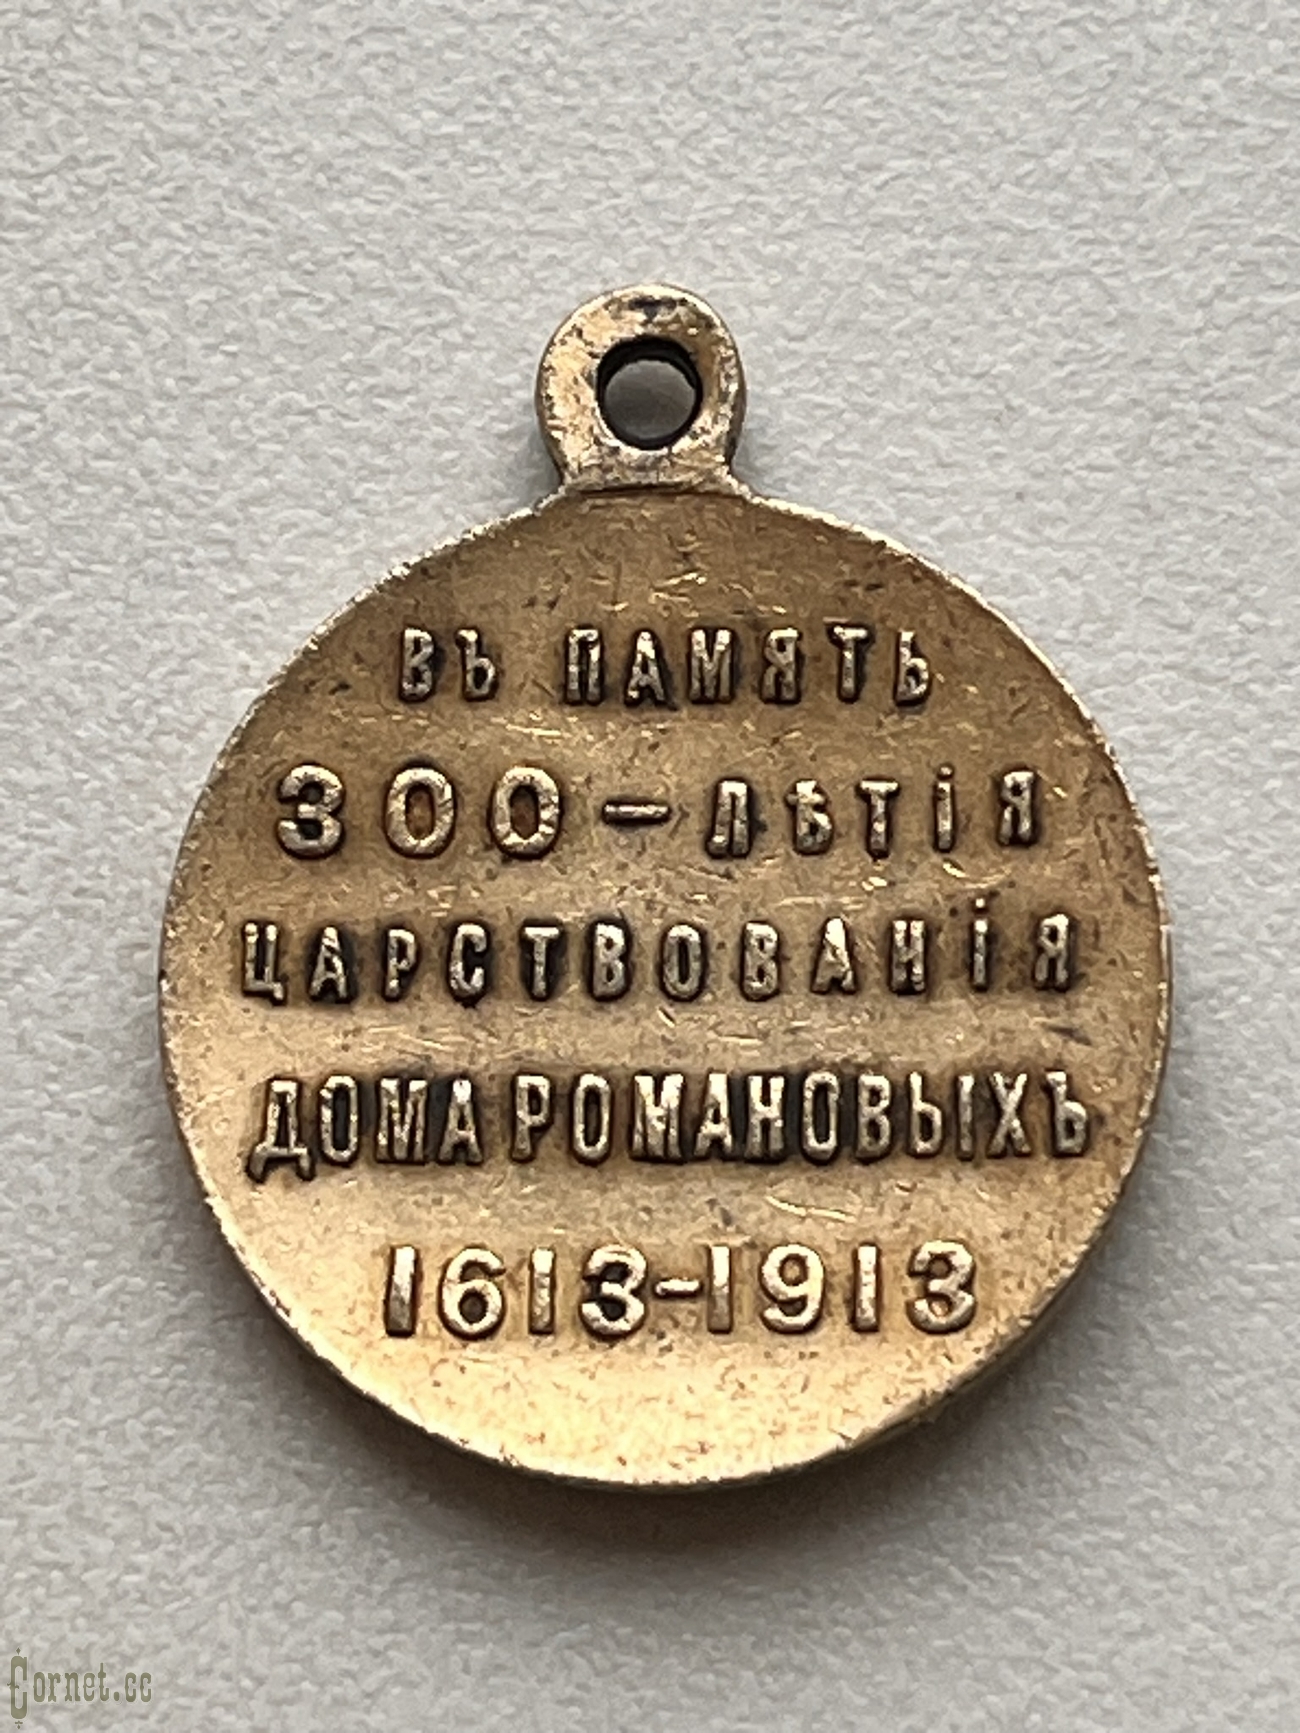 ВЪ ПАМЯТЬ
300-ЛѢТІЯ
ЦАРСТВОВАНІЯ
ДОМА РОМАНОВЫХЪ
1613-1913
Cornet.cc